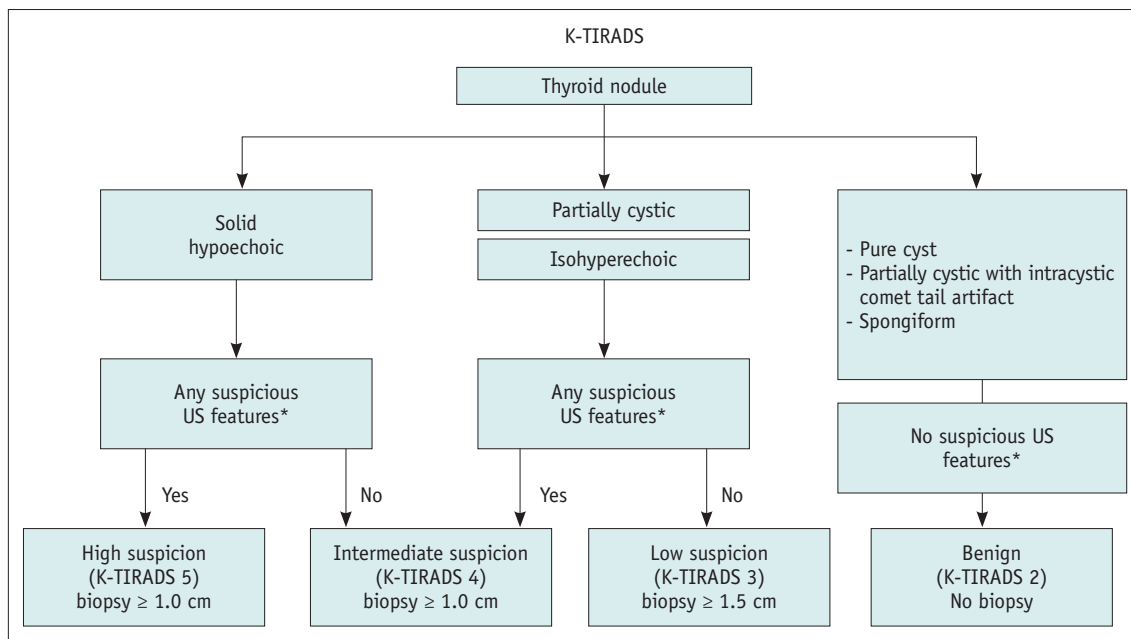 K-TIRADS
Thyroid nodule
Solid
hypoechoic
Partially cystic
Isohyperechoic
- Pure cyst
- Partially cystic with intracystic
comet tail artifact
- Spongiform
Any suspicious
US features*
Any suspicious
US features*
No suspicious US
features*
Yes
No
Yes
No
High suspicion
(K-TIRADS 5)
biopsy ≥ 1.0 cm
Intermediate suspicion
(K-TIRADS 4)
biopsy ≥ 1.0 cm
Low suspicion
(K-TIRADS 3)
biopsy ≥ 1.5 cm
Benign
(K-TIRADS 2)
No biopsy